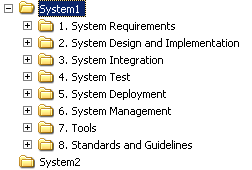 System1
1. System Requirements
2. System Design and Implementation
3. System Integration
4. System Test
5. System Deployment
6. System Management
7. Tools
8. Standards and Guidelines
System2